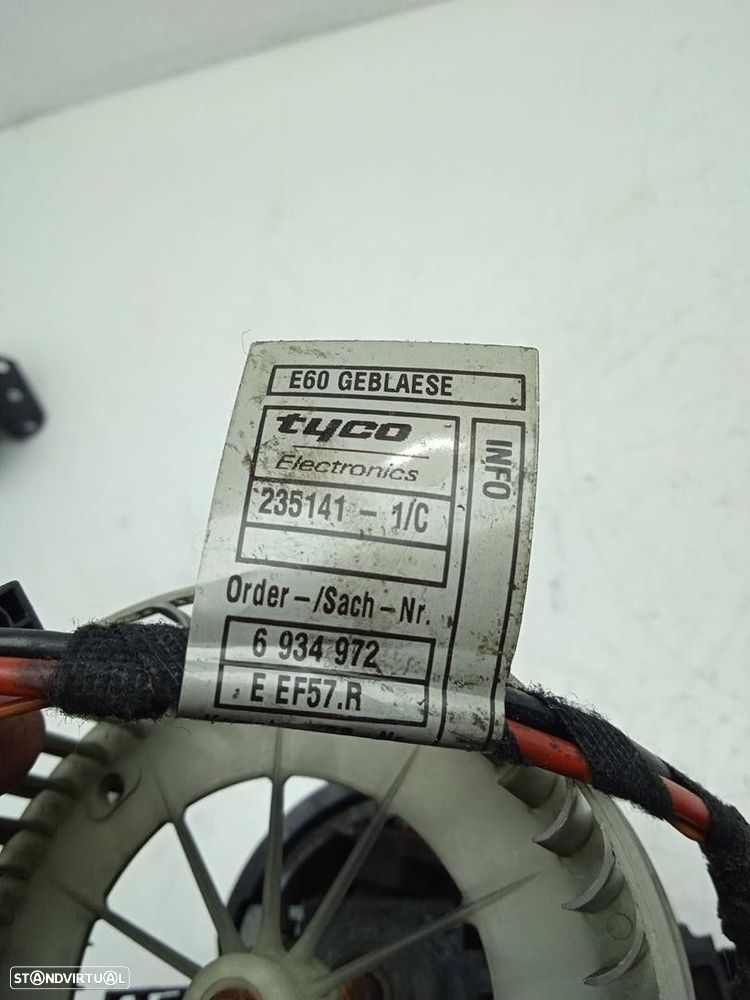 E60 GEBLAESE
tyco
Electronics
INFO
235141 - 1/C
Order-/Sach-Nr.
6 934 972
E EF57.R
STANDVIRTUAL